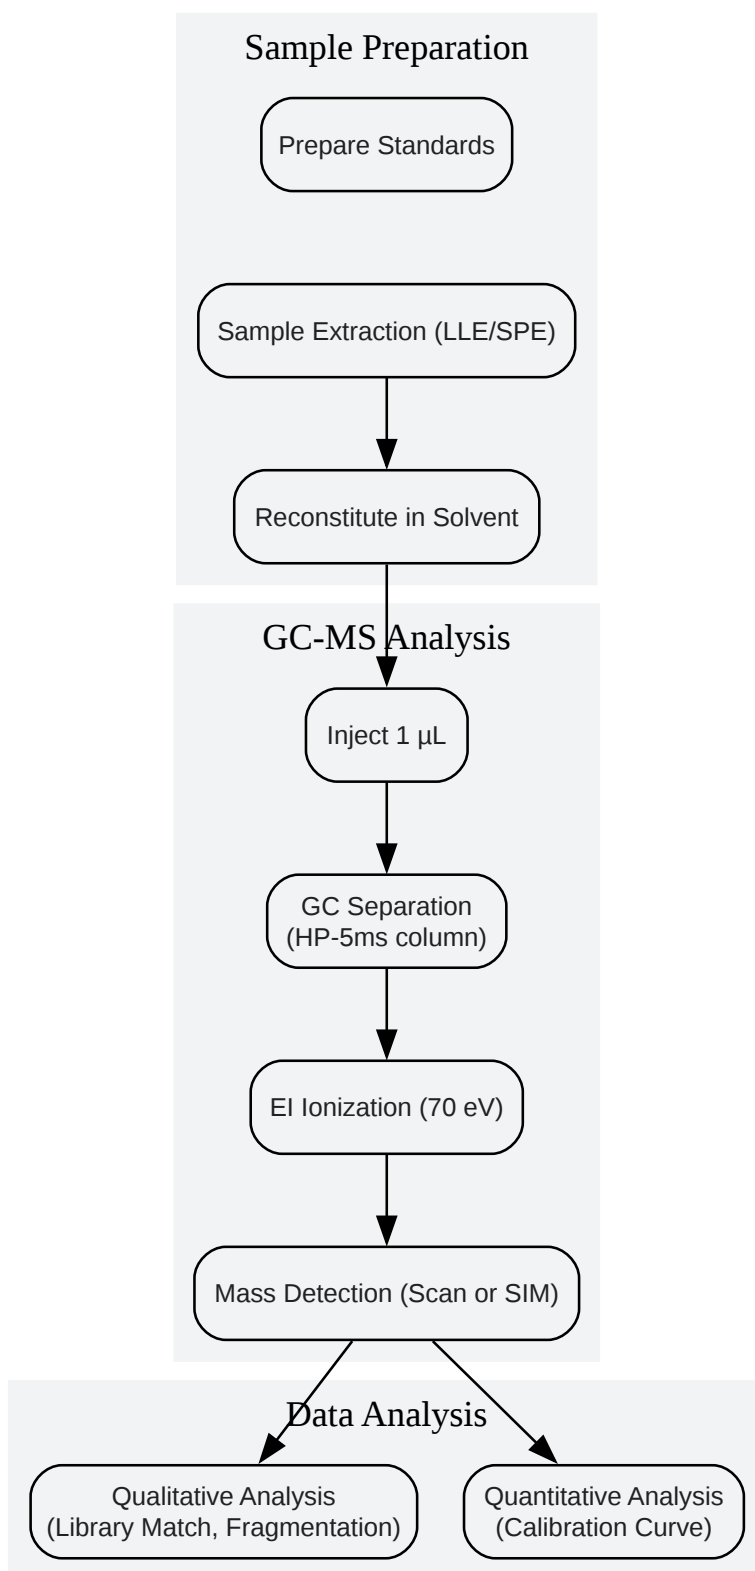 Sample Preparation
Prepare Standards
Sample Extraction (LLE/SPE)
Reconstitute in Solvent
GC-MS Analysis
Inject 1 µL
GC Separation
(HP-5ms column)
EI Ionization (70 eV)
Mass Detection (Scan or SIM)
Data Analysis
Qualitative Analysis
(Library Match, Fragmentation)
Quantitative Analysis
(Calibration Curve)